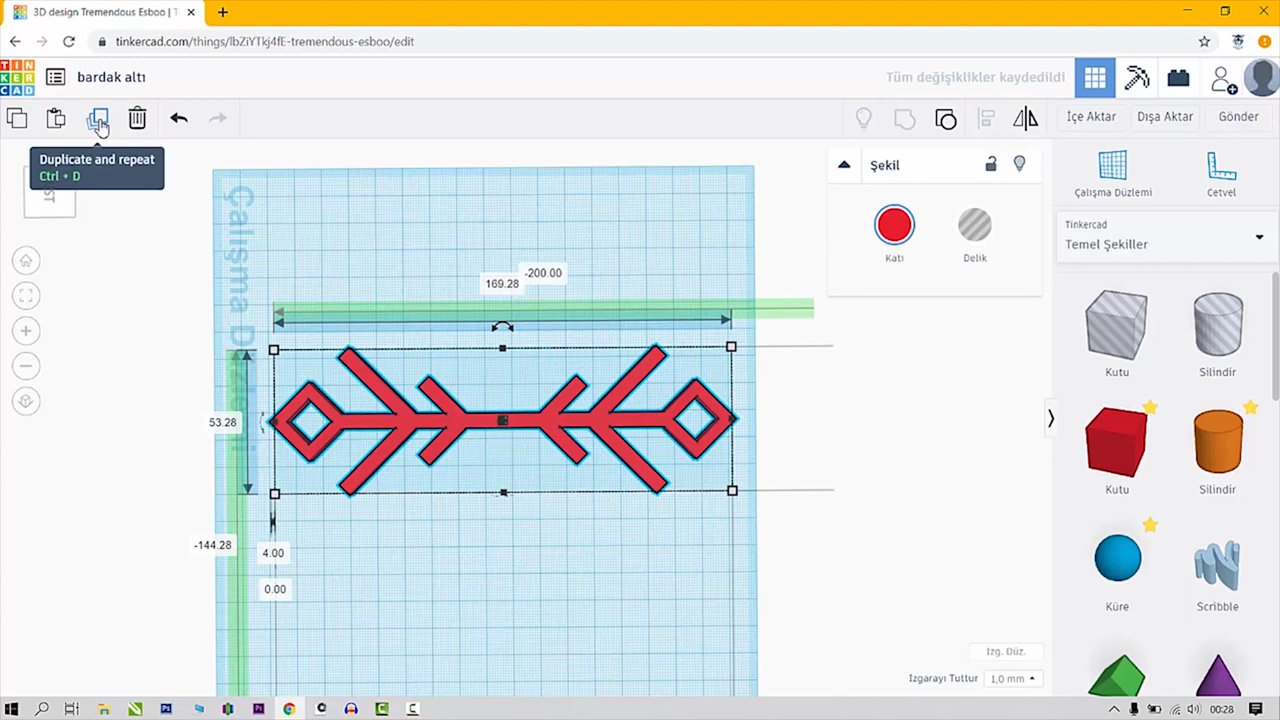 3D design Tremendous Esboo | T
tinkercad.com/things/lbZiYTkj4fE-tremendous-esboo/edit
TIN
KER
CAD
bardak altı
Tüm değişiklikler kaydedildi
Duplicate and repeat
Ctrl + D
İçe Aktar
Dışa Aktar
Gönder
Şekil
Katı
Delik
Çalışma Düzlemi
Cetvel
Tinkercad
Temel Şekiller
Çalışma Düzlemi
-200.00
169.28
53.28
-144.28
4.00
0.00
Kutu
Silindir
Kutu
Silindir
Küre
Scribble
Izg. Düz.
Izgarayı Tuttur
1,0 mm
00:28